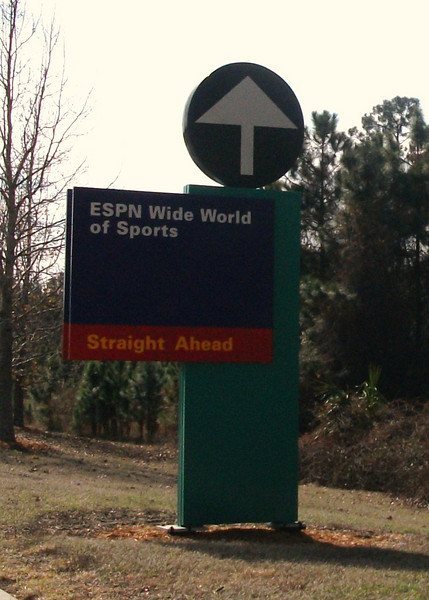 ESPN Wide World
of Sports
Straight Ahead